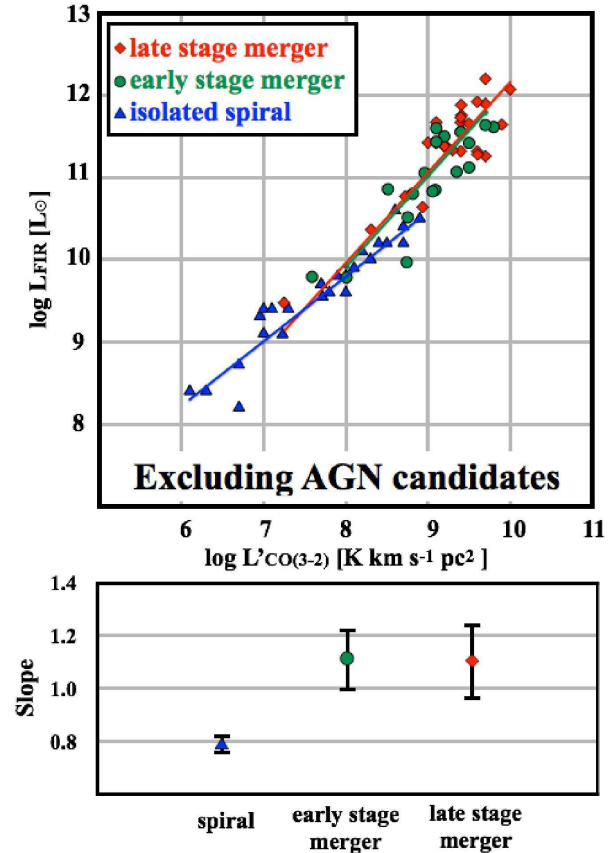 late stage merger
early stage merger
isolated spiral
12
11
10
9
8
log LFIR [L⊙]
Excluding AGN candidates
6 7 8 9 10 11
log L'CO(3-2) [K km s-1 pc2 ]
1.4
1.2
1.0
0.8
Slope
spiral
early stage
merger
late stage
merger